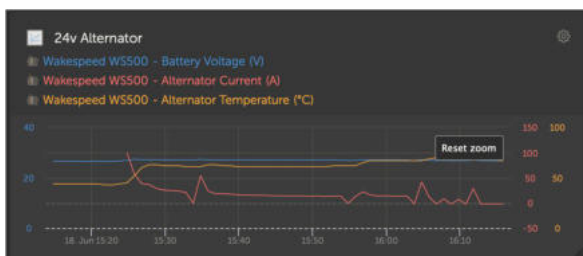 24v Alternator
Wakespeed WS500 - Battery Voltage (V)
Wakespeed WS500 - Alternator Current (A)
Wakespeed WS500 - Alternator Temperature (°C)
40 150 100
Reset zoom
100
20 50 50
0
0 -50 0
18. Jun 15:20 15:30 15:40 15:50 16:00 16:10